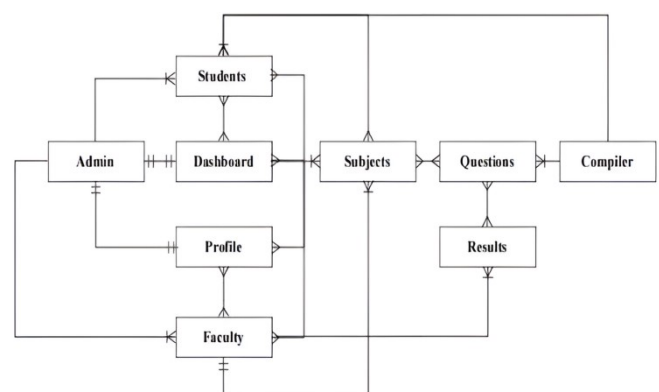 Students
Admin
Dashboard
Subjects
Questions
Compiler
Profile
Results
Faculty